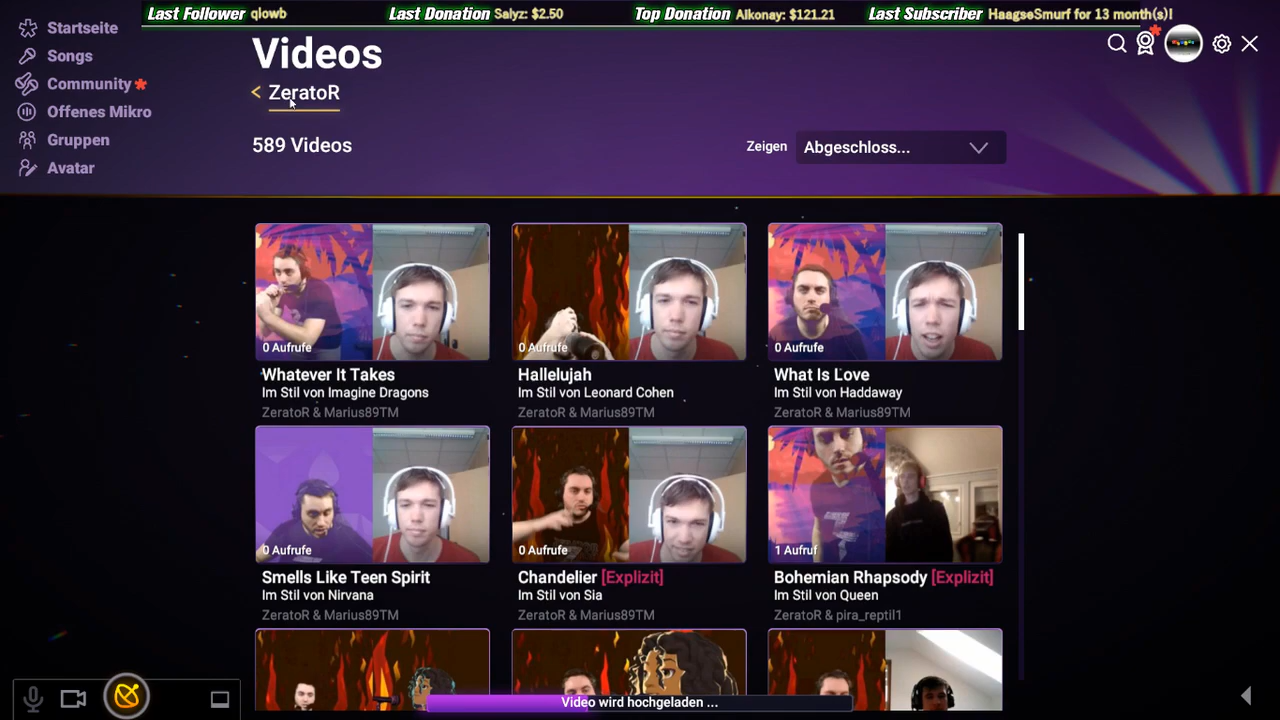 Last Follower qlowb Last Donation Salyz: $2.50 Top Donation Alkonay: $121.21 Last Subscriber HaagseSmurf for 13 month(s)!
Startseite
Songs
Community
Offenes Mikro
Gruppen
Avatar
Videos
< ZeratoR
589 Videos
Zeigen Abgeschloss...
0 Aufrufe
Whatever It Takes
Im Stil von Imagine Dragons
ZeratoR & Marius89TM
0 Aufrufe
Hallelujah
Im Stil von Leonard Cohen
ZeratoR & Marius89TM
0 Aufrufe
What Is Love
Im Stil von Haddaway
ZeratoR & Marius89TM
0 Aufrufe
Smells Like Teen Spirit
Im Stil von Nirvana
ZeratoR & Marius89TM
0 Aufrufe
Chandelier [Explizit]
Im Stil von Sia
ZeratoR & Marius89TM
1 Aufruf
Bohemian Rhapsody [Explizit]
Im Stil von Queen
ZeratoR & pira_reptil1
Video wird hochgeladen ...